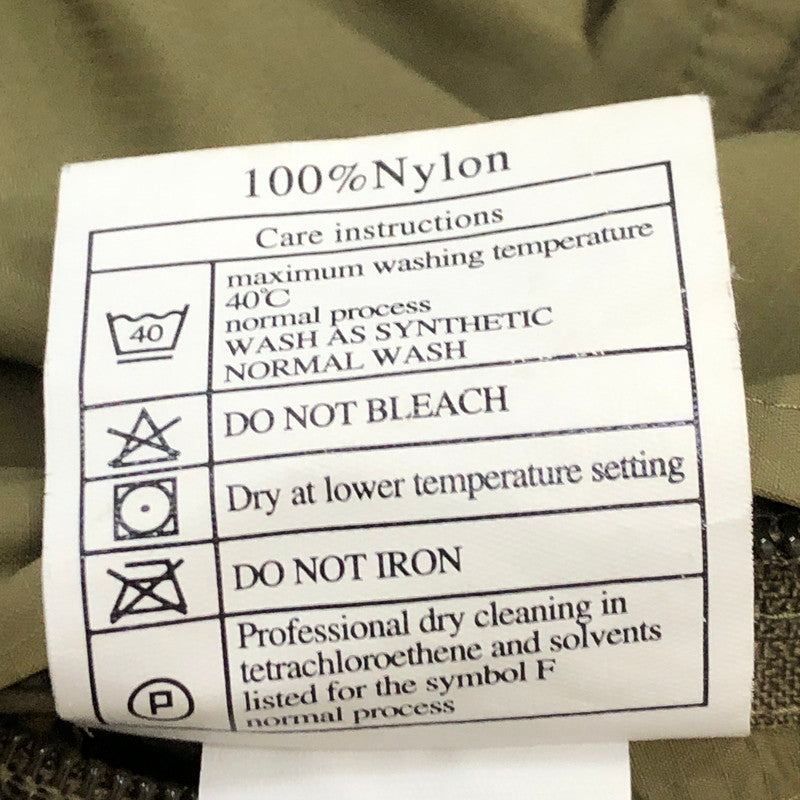 100%Nylon
Care instructions
maximum washing temperature
40℃
normal process
40
WASH AS SYNTHETIC
NORMAL WASH
DO NOT BLEACH
Dry at lower temperature setting
DO NOT IRON
Professional dry cleaning in
tetrachloroethene and solvents
listed for the symbol F
normal process
P